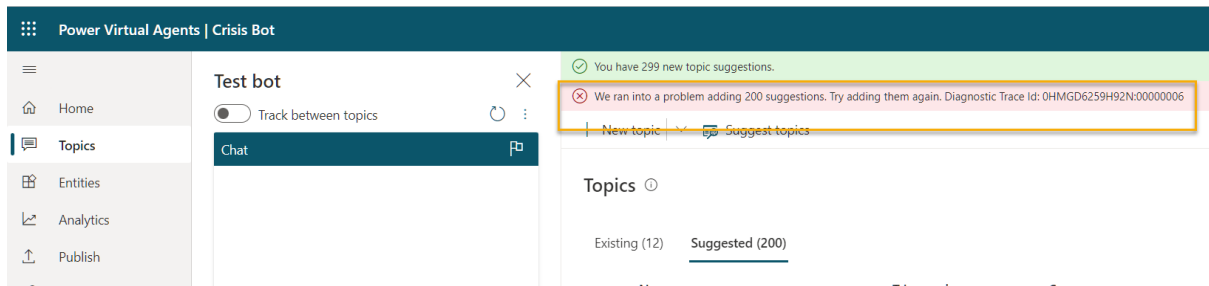 Power Virtual Agents | Crisis Bot
Test bot
You have 299 new topic suggestions.
We ran into a problem adding 200 suggestions. Try adding them again. Diagnostic Trace Id: 0HMGD6259H92N:00000006
Home
Track between topics
New topic
Suggest topics
Topics
Chat
Entities
Topics
Analytics
Publish
Existing (12)
Suggested (200)